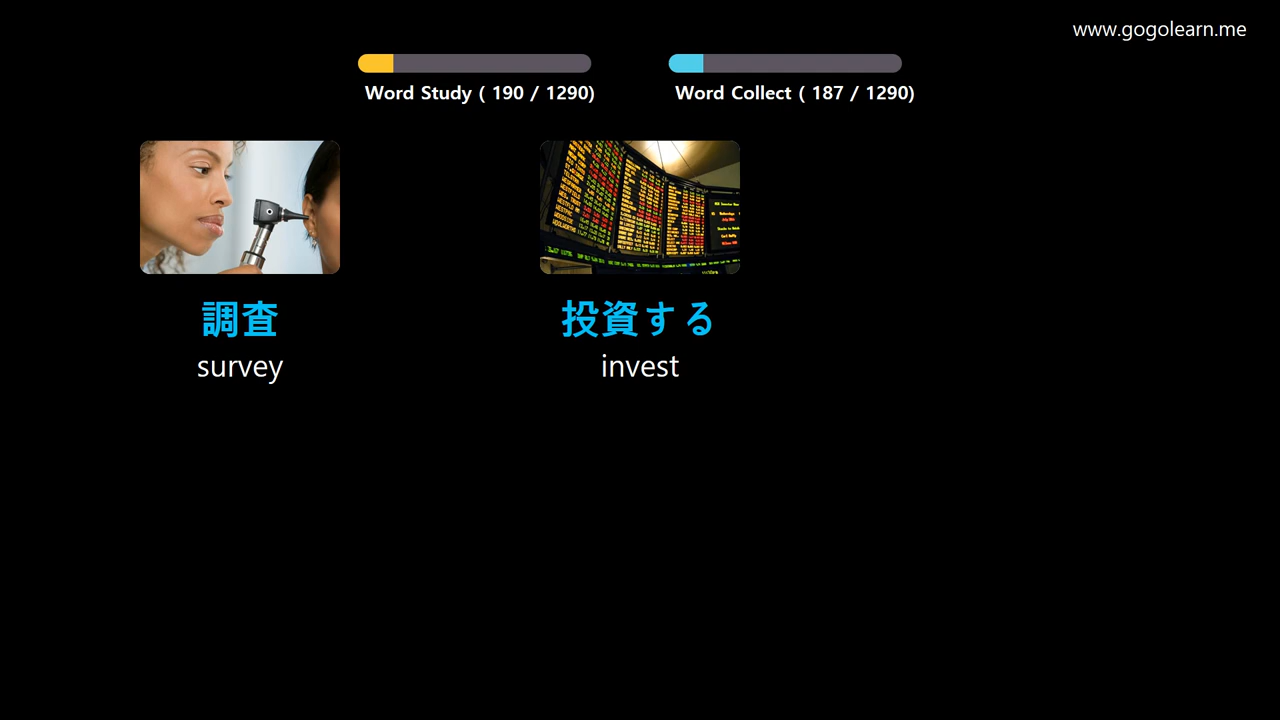 www.gogolearn.me
Word Study ( 190 / 1290)
Word Collect ( 187 / 1290)
調査
survey
投資する
invest